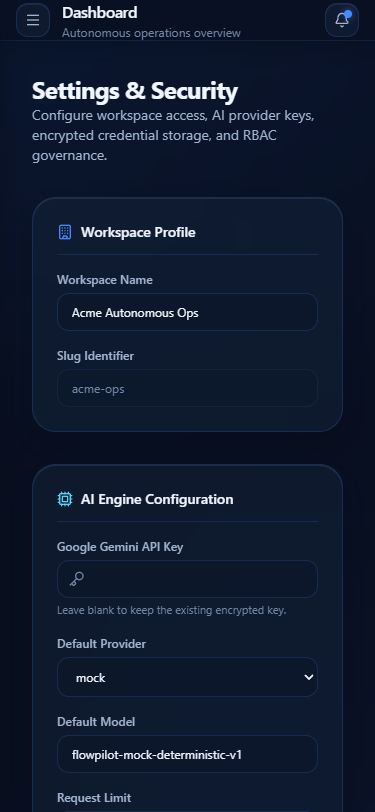 Dashboard
Autonomous operations overview
Settings & Security
Configure workspace access, AI provider keys,
encrypted credential storage, and RBAC
governance.
Workspace Profile
Workspace Name
Acme Autonomous Ops
Slug Identifier
acme-ops
AI Engine Configuration
Google Gemini API Key
Leave blank to keep the existing encrypted key.
Default Provider
mock
Default Model
flowpilot-mock-deterministic-v1
Request Limit